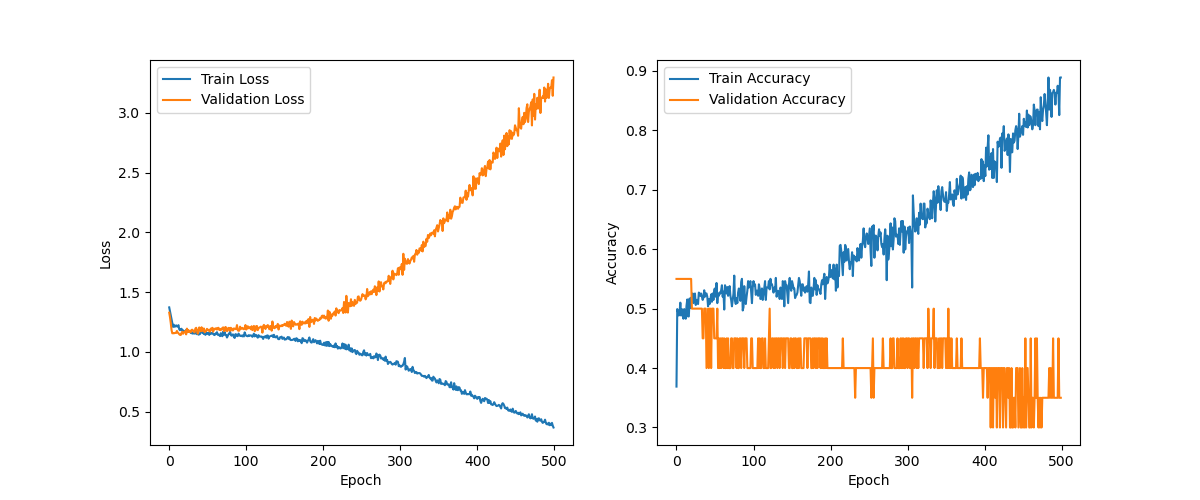 Train Loss
Validation Loss
3.0
2.5
2.0
1.5
1.0
0.5
Loss
0 100 200 300 400 500
Epoch
Train Accuracy
Validation Accuracy
0.9
0.8
0.7
0.6
0.5
0.4
0.3
Accuracy
0 100 200 300 400 500
Epoch